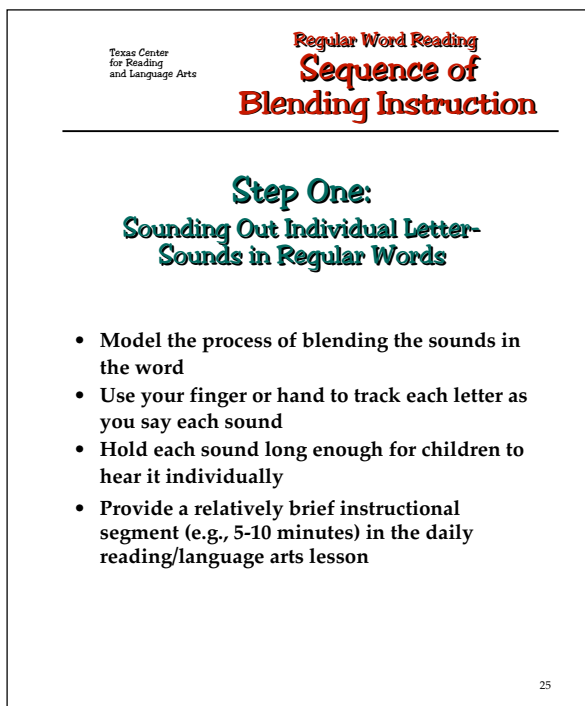 Texas Center
for Reading
and Language Arts
Regular Word Reading
Sequence of
Blending Instruction
Step One:
Sounding Out Individual Letter-
Sounds in Regular Words
• Model the process of blending the sounds in
the word
• Use your finger or hand to track each letter as
you say each sound
• Hold each sound long enough for children to
hear it individually
• Provide a relatively brief instructional
segment (e.g., 5-10 minutes) in the daily
reading/language arts lesson
25